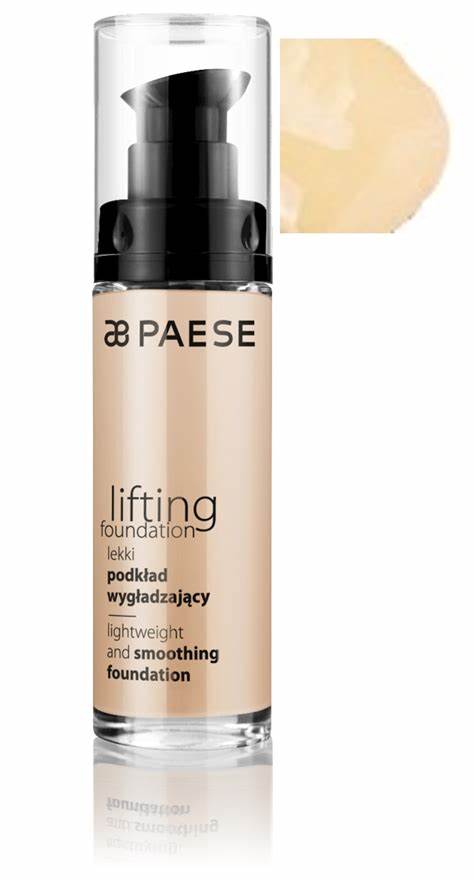 PAESE
lifting
foundation
lekki
podkład
wygładzający
lightweight
and smoothing
foundation